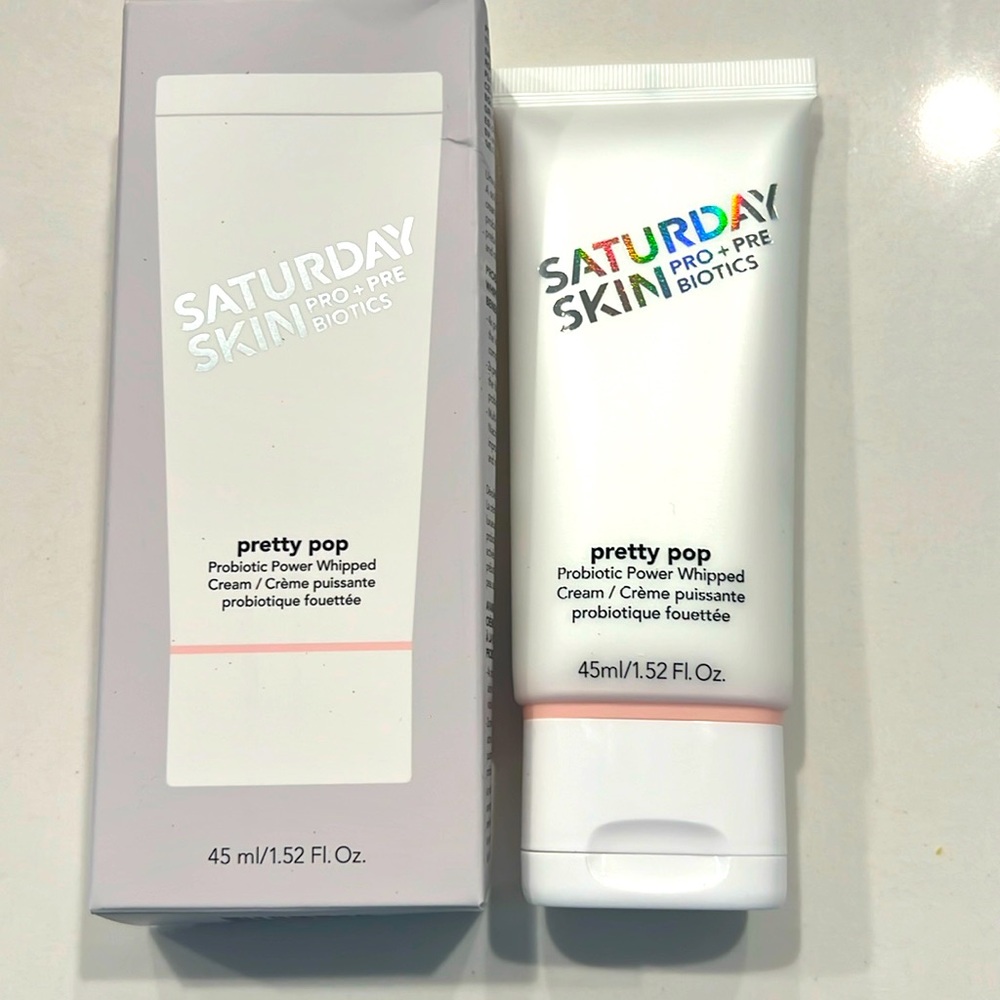 SATURDAY
SKIN PRO + PRE
BIOTICS
pretty pop
Probiotic Power Whipped
Cream / Crème puissante
probiotique fouettée
45 ml/1.52 Fl. Oz.
SATURDAY
SKIN PRO + PRE
BIOTICS
pretty pop
Probiotic Power Whipped
Cream / Crème puissante
probiotique fouettée
45ml/1.52 Fl. Oz.